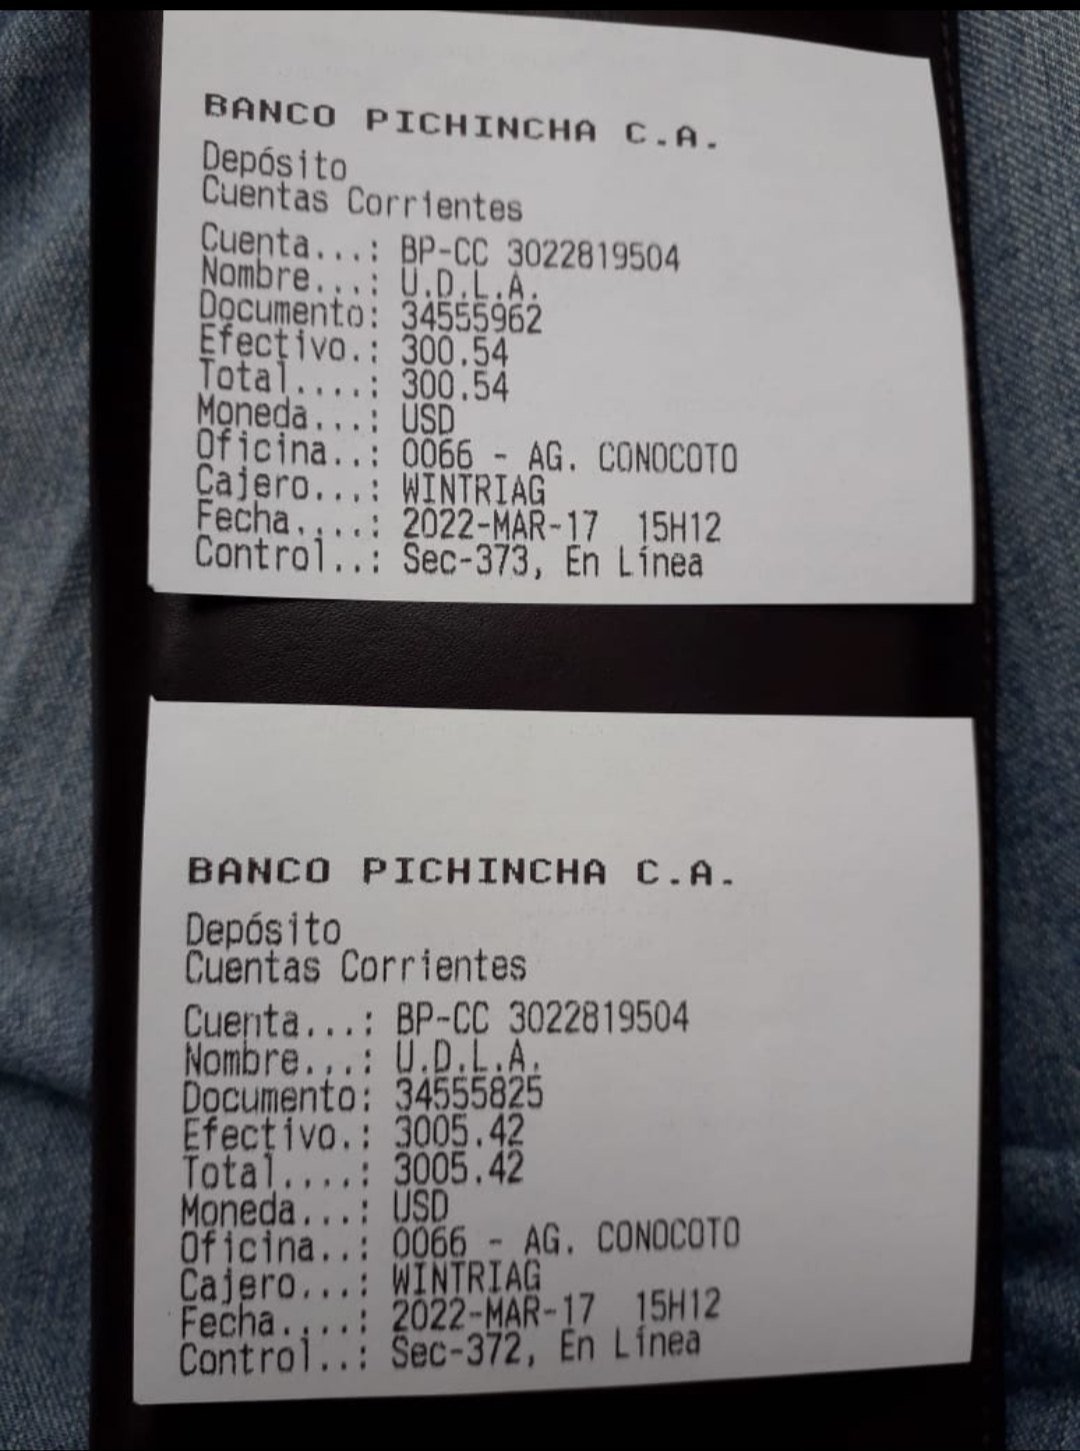 BANCO PICHINCHA C.A.
Depósito
Cuentas Corrientes
Cuenta...: BP-CC 3022819504
Nombre...: U.D.L.A.
Documento: 34555962
Efectivo.: 300.54
Total....: 300.54
Moneda...: USD
Oficina..: 0066 - AG. CONOCOTO
Cajero...: WINTRIAG
Fecha....: 2022-MAR-17  15H12
Control..: Sec-373, En Línea
BANCO PICHINCHA C.A.
Depósito
Cuentas Corrientes
Cuenta...: BP-CC 3022819504
Nombre...: U.D.L.A.
Documento: 34555825
Efectivo.: 3005.42
Total....: 3005.42
Moneda...: USD
Oficina..: 0066 - AG. CONOCOTO
Cajero...: WINTRIAG
Fecha....: 2022-MAR-17  15H12
Control..: Sec-372, En Línea